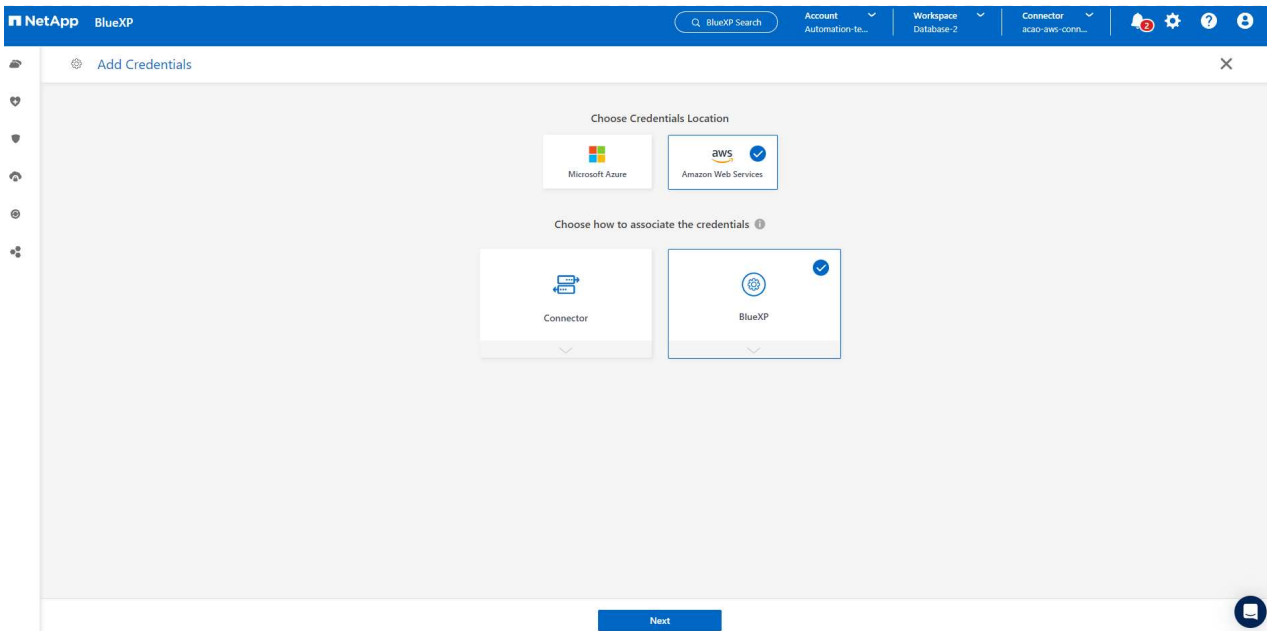 NetApp BlueXP
BlueXP Search
Account
Automation-te...
Workspace
Database-2
Connector
acao-aws-conn...
2
Add Credentials
Choose Credentials Location
Microsoft Azure
aws
Amazon Web Services
Choose how to associate the credentials
Connector
BlueXP
Next